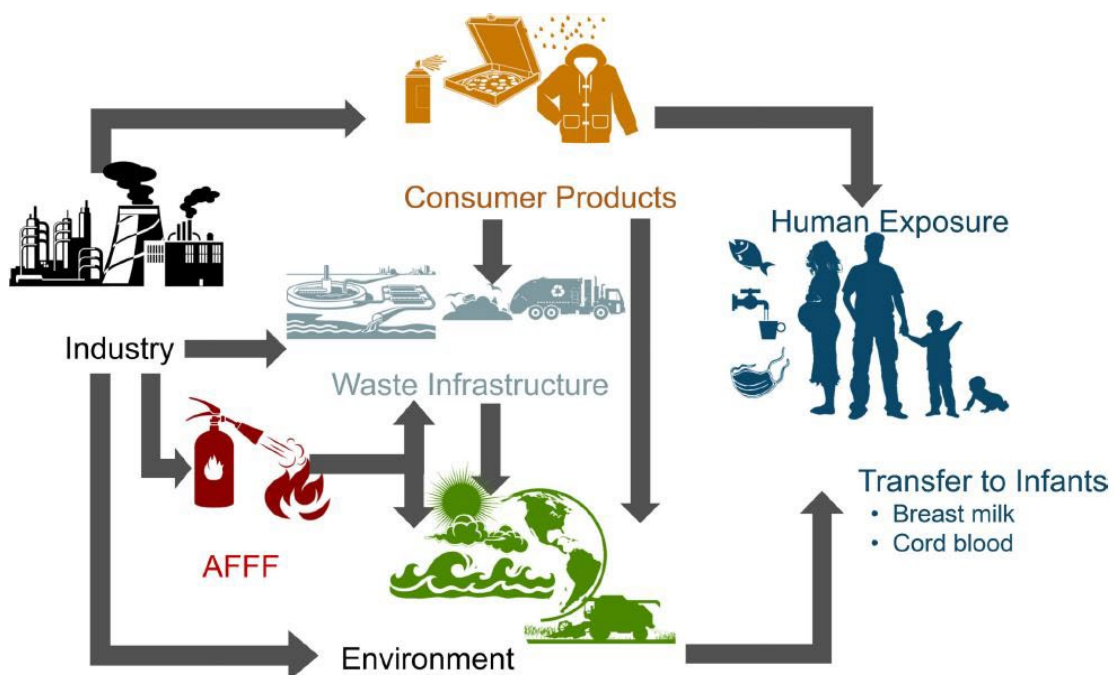 Consumer Products
Human Exposure
Industry
Waste Infrastructure
AFFF
Transfer to Infants
• Breast milk
• Cord blood
Environment